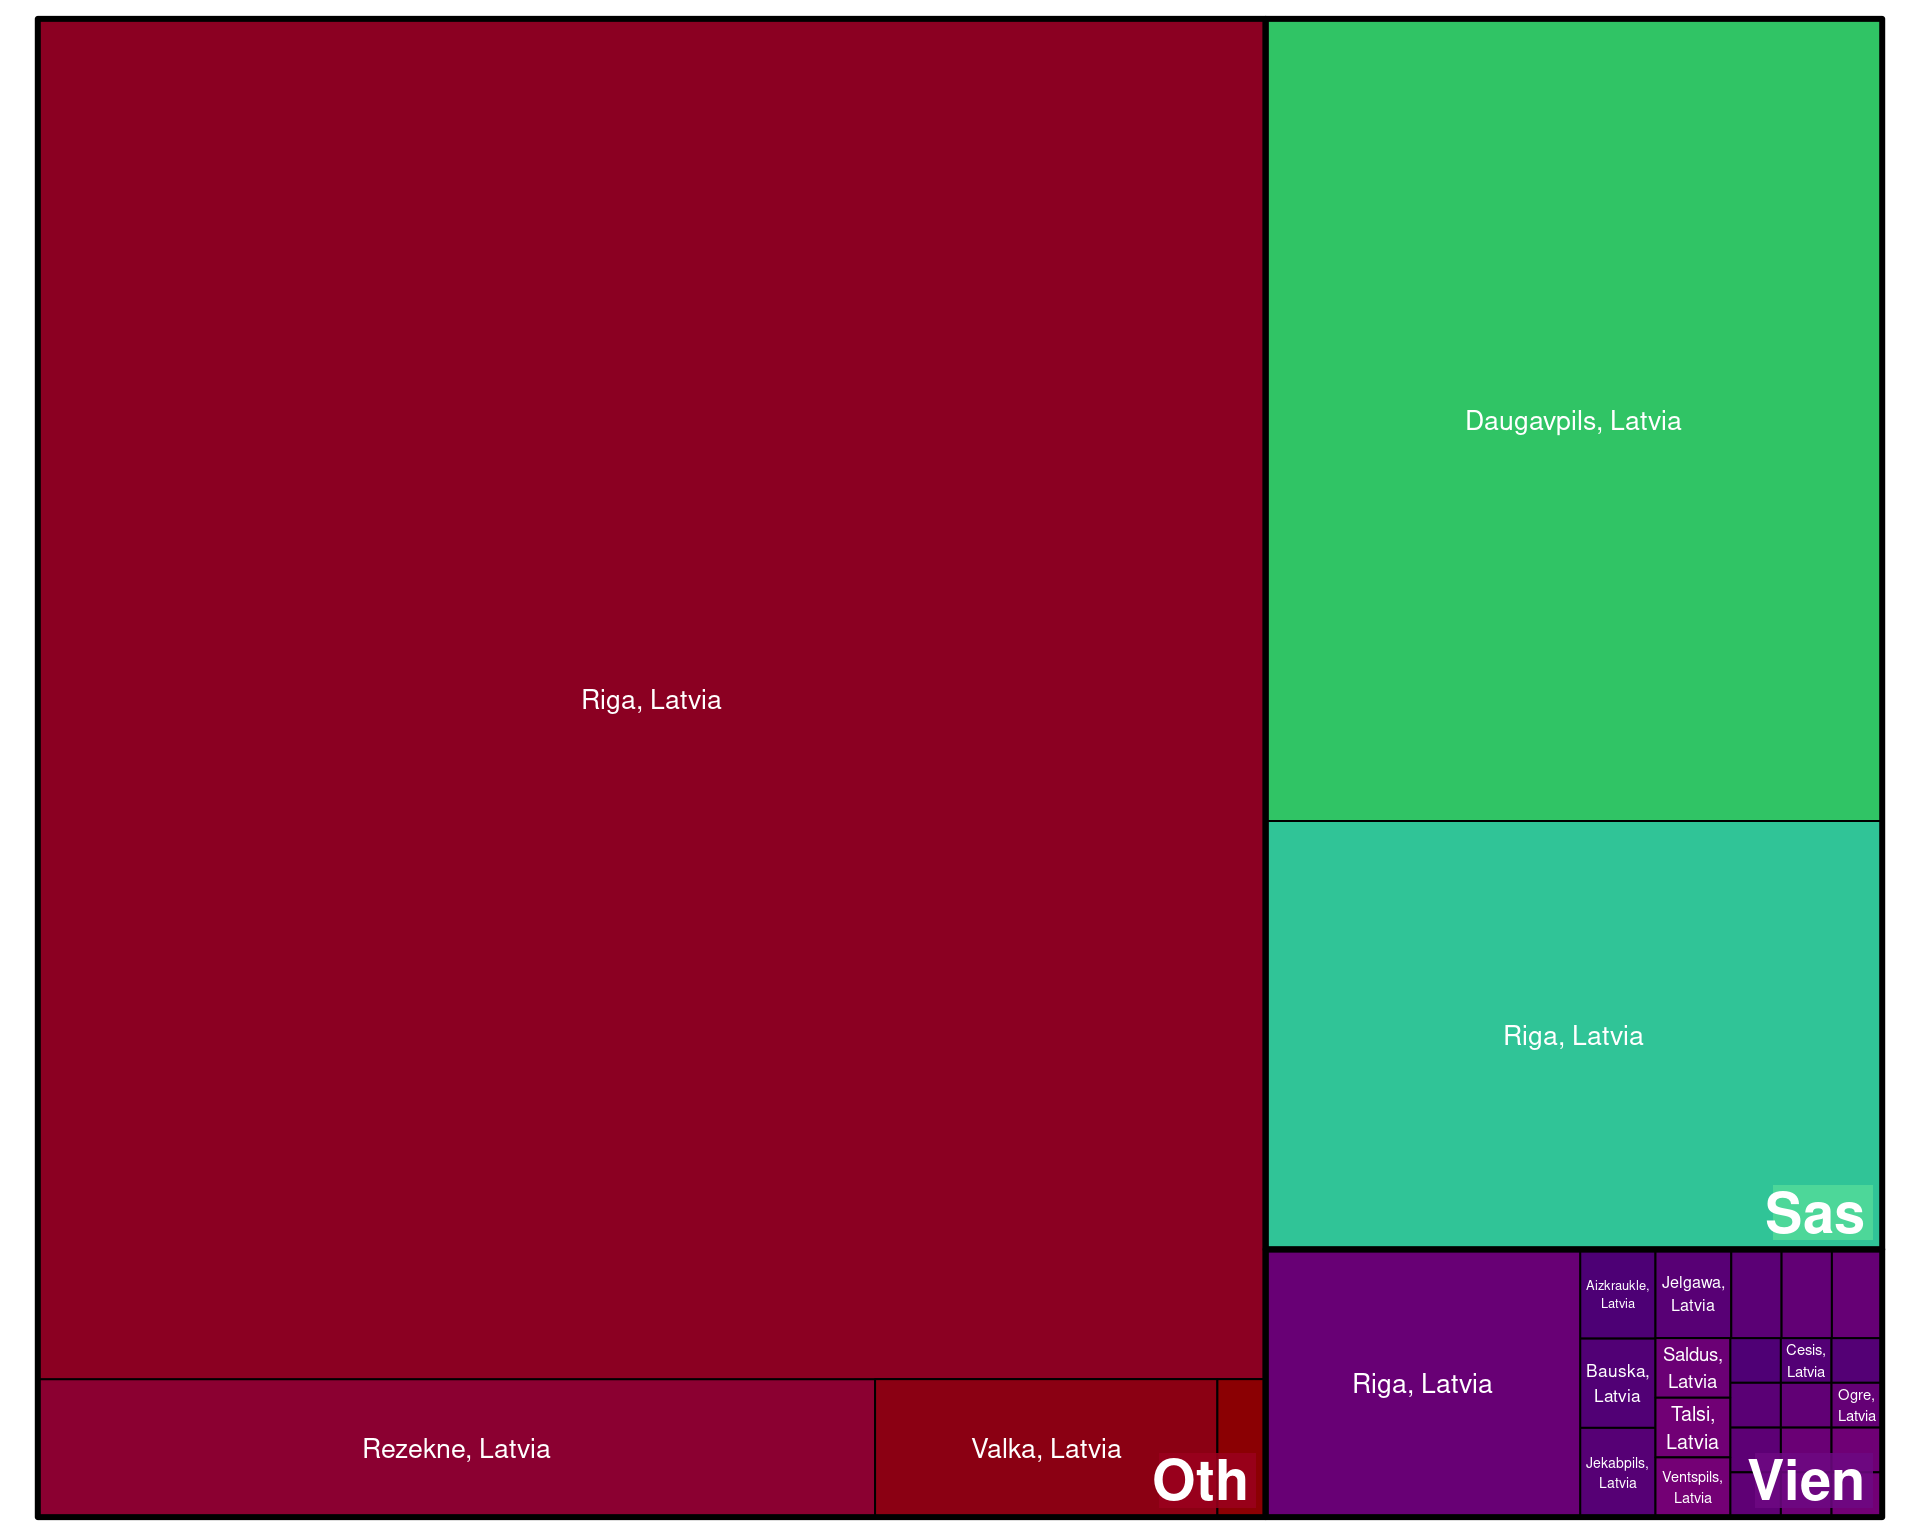 Riga, Latvia
Rezekne, Latvia
Valka, Latvia
Oth
Daugavpils, Latvia
Riga, Latvia
Sas
Riga, Latvia
Aizkraukle,
Latvia
Bauska,
Latvia
Jekabpils,
Latvia
Jelgawa,
Latvia
Saldus,
Latvia
Talsi,
Latvia
Ventspils,
Latvia
Cesis,
Latvia
Ogre,
Latvia
Vien